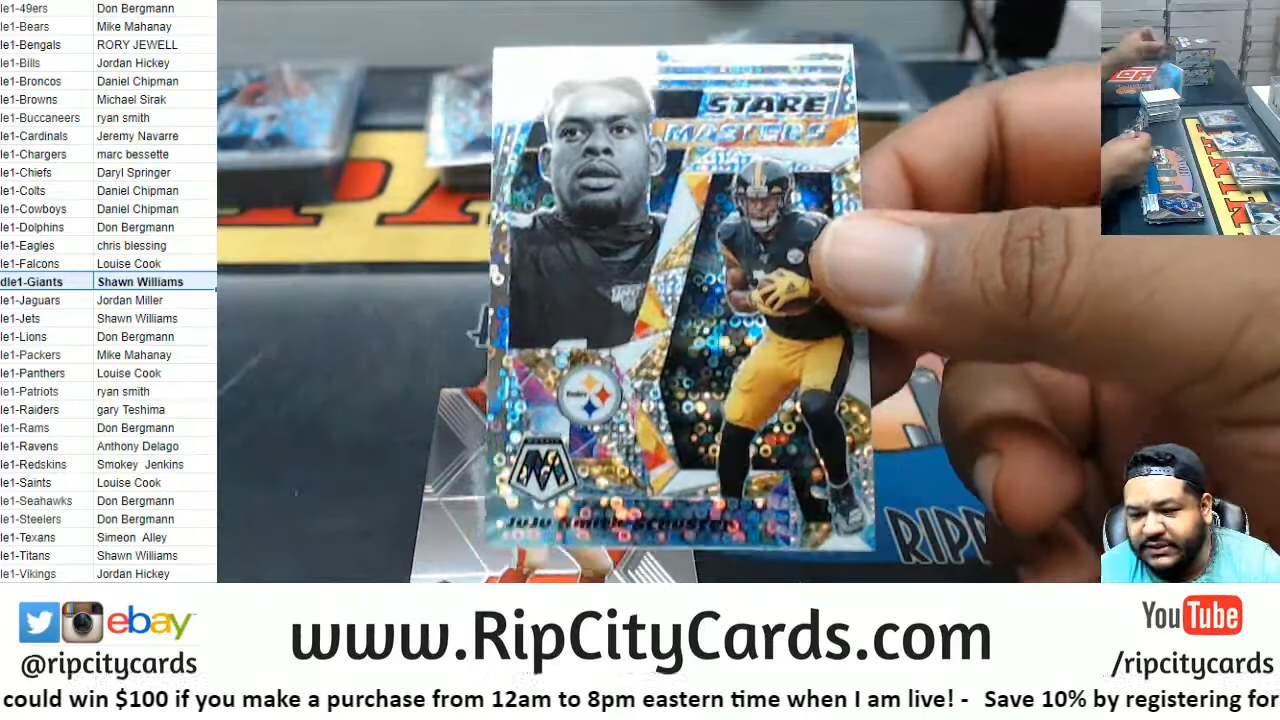 le1-49ers Don Bergmann
le1-Bears Mike Mahanay
le1-Bengals RORY JEWELL
le1-Bills Jordan Hickey
le1-Broncos Daniel Chipman
le1-Browns Michael Sirak
le1-Buccaneers ryan smith
le1-Cardinals Jeremy Navarre
le1-Chargers marc bessette
le1-Chiefs Daryl Springer
le1-Colts Daniel Chipman
le1-Cowboys Daniel Chipman
le1-Dolphins Don Bergmann
le1-Eagles chris blessing
le1-Falcons Louise Cook
dle1-Giants Shawn Williams
le1-Jaguars Jordan Miller
le1-Jets Shawn Williams
le1-Lions Don Bergmann
le1-Packers Mike Mahanay
le1-Panthers Louise Cook
le1-Patriots ryan smith
le1-Raiders gary Teshima
le1-Rams Don Bergmann
le1-Ravens Anthony Delago
le1-Redskins Smokey Jenkins
le1-Saints Louise Cook
le1-Seahawks Don Bergmann
le1-Steelers Don Bergmann
le1-Texans Simeon Alley
le1-Titans Shawn Williams
le1-Vikings Jordan Hickey
STARE
MASTERS
Steelers
JuJu Smith-Schuster
RIPP
ebay
@ripcitycards
www.RipCityCards.com
YouTube
/ripcitycards
could win $100 if you make a purchase from 12am to 8pm eastern time when I am live! - Save 10% by registering for